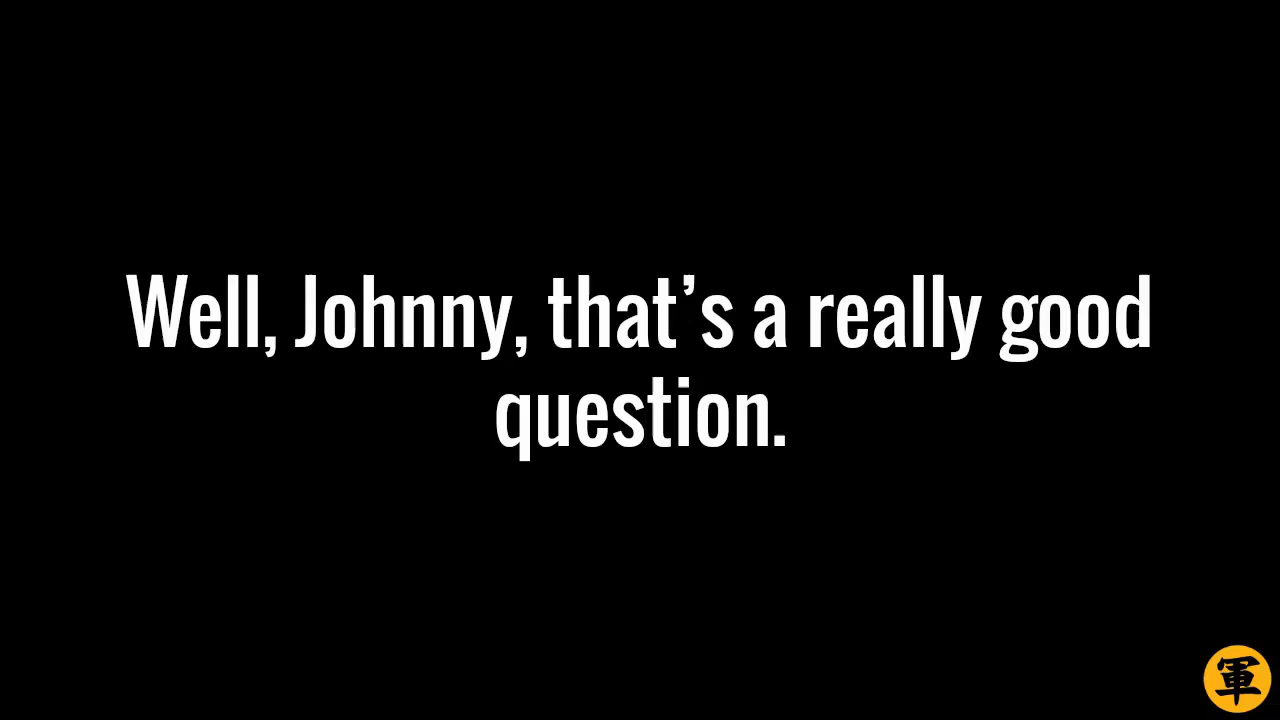 Well, Johnny, that’s a really good
question.
軍